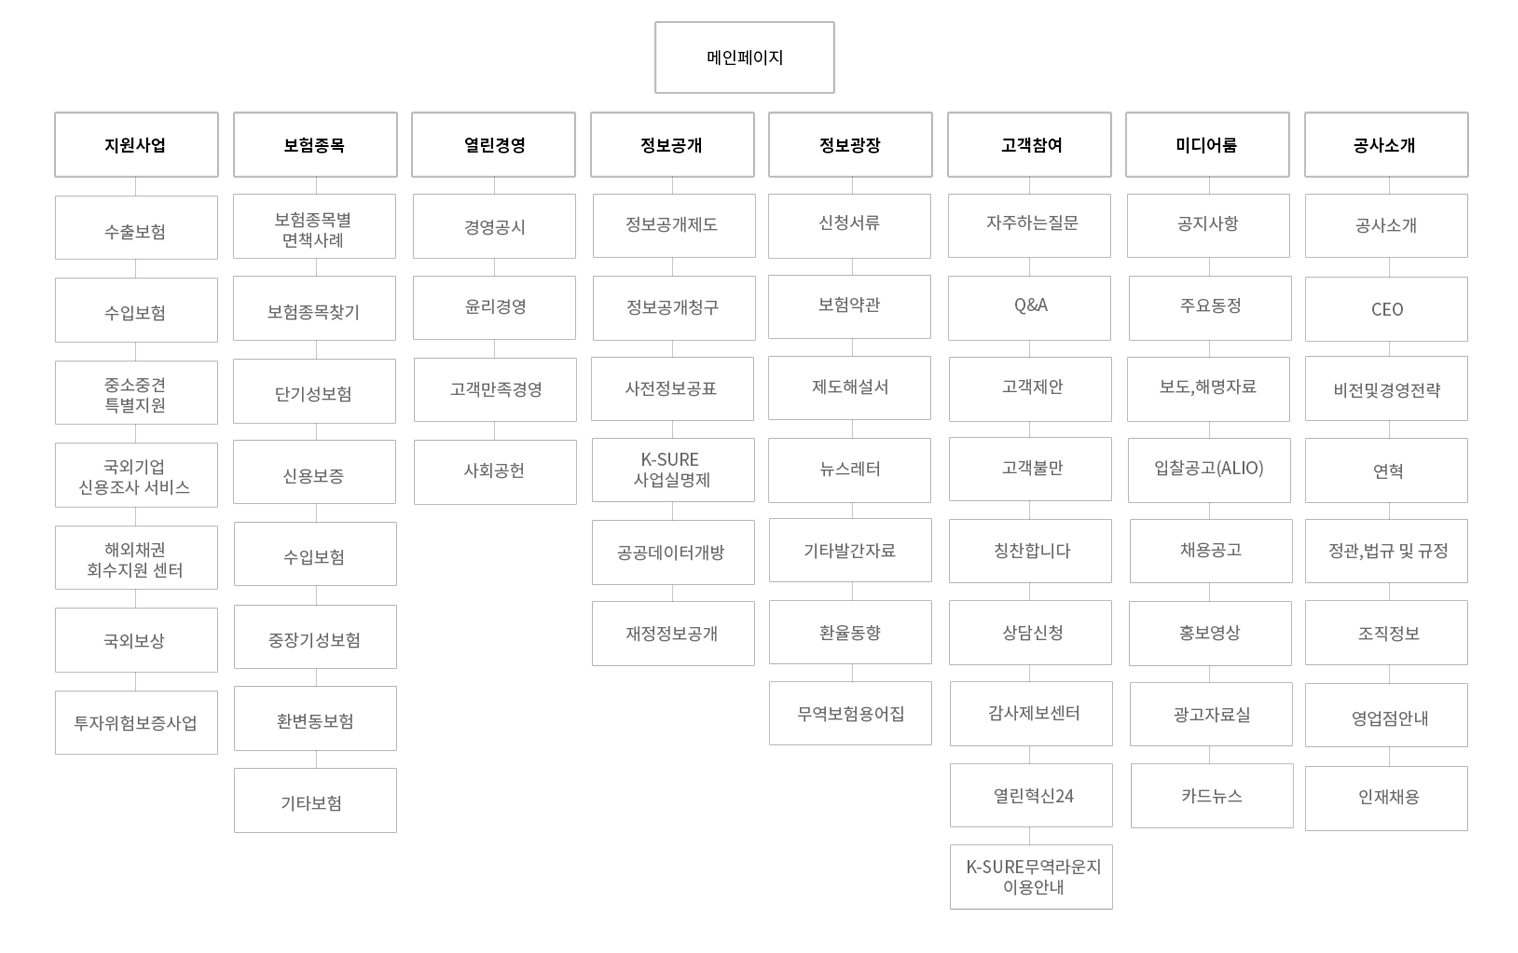 메인페이지
지원사업
수출보험
수입보험
중소중견
특별지원
국외기업
신용조사 서비스
해외채권
회수지원 센터
국외보상
투자위험보증사업
보험종목
보험종목별
면책사례
보험종목찾기
단기성보험
신용보증
수입보험
중장기성보험
환변동보험
기타보험
열린경영
경영공시
윤리경영
고객만족경영
사회공헌
정보공개
정보공개제도
정보공개청구
사전정보공표
K-SURE
사업실명제
공공데이터개방
재정정보공개
정보광장
신청서류
보험약관
제도해설서
뉴스레터
기타발간자료
환율동향
무역보험용어집
고객참여
자주하는질문
Q&A
고객제안
고객불만
칭찬합니다
상담신청
감사제보센터
열린혁신24
K-SURE무역라운지
이용안내
미디어룸
공지사항
주요동정
보도,해명자료
입찰공고(ALIO)
채용공고
홍보영상
광고자료실
카드뉴스
공사소개
공사소개
CEO
비전및경영전략
연혁
정관,법규 및 규정
조직정보
영업점안내
인재채용